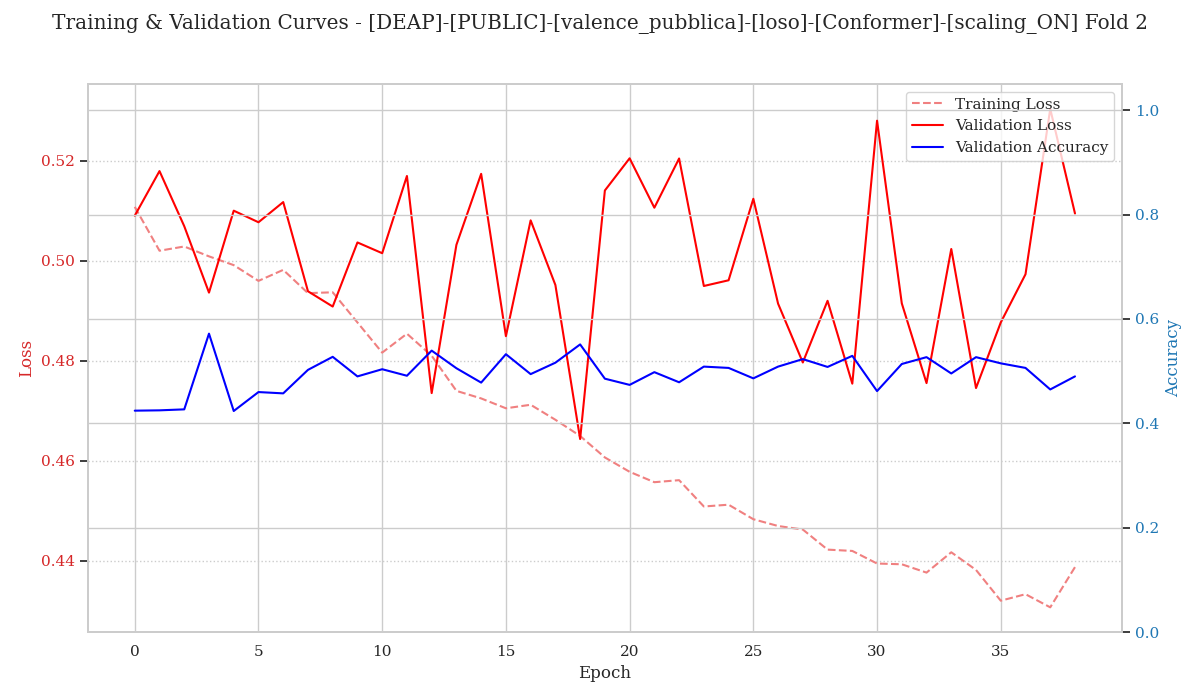 Training & Validation Curves - [DEAP]-[PUBLIC]-[valence_pubblica]-[loso]-[Conformer]-[scaling_ON] Fold 2
Training Loss
Validation Loss
Validation Accuracy
Loss
0.52
0.50
0.48
0.46
0.44
1.0
0.8
0.6
0.4
0.2
0.0
Accuracy
0 5 10 15 20 25 30 35
Epoch